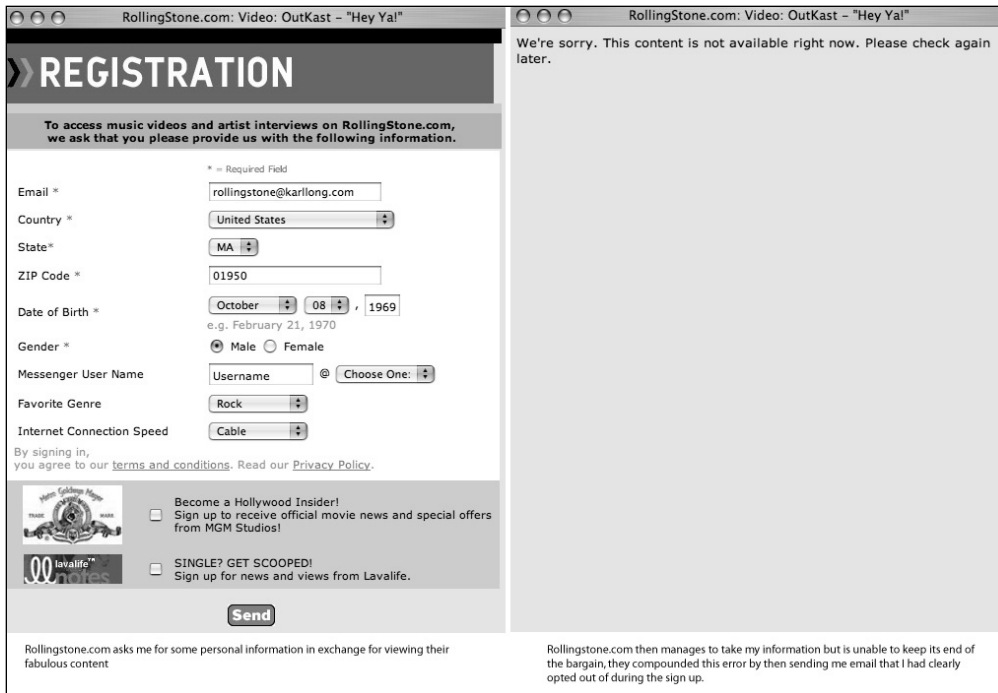 RollingStone.com: Video: OutKast – "Hey Ya!"
REGISTRATION
To access music videos and artist interviews on RollingStone.com,
we ask that you please provide us with the following information.
* = Required Field
Email * rollingstone@karllong.com
Country * United States
State* MA
ZIP Code * 01950
Date of Birth * October 08 , 1969
e.g. February 21, 1970
Gender * Male Female
Messenger User Name Username @ Choose One:
Favorite Genre Rock
Internet Connection Speed Cable
By signing in,
you agree to our terms and conditions. Read our Privacy Policy.
Metro Goldwyn Mayer
TRADE MARK
Become a Hollywood Insider!
Sign up to receive official movie news and special offers
from MGM Studios!
lavalife™
notes
SINGLE? GET SCOOPED!
Sign up for news and views from Lavalife.
Send
Rollingstone.com asks me for some personal information in exchange for viewing their
fabulous content
RollingStone.com: Video: OutKast – "Hey Ya!"
We're sorry. This content is not available right now. Please check again
later.
Rollingstone.com then manages to take my information but is unable to keep its end of
the bargain, they compounded this error by then sending me email that I had clearly
opted out of during the sign up.